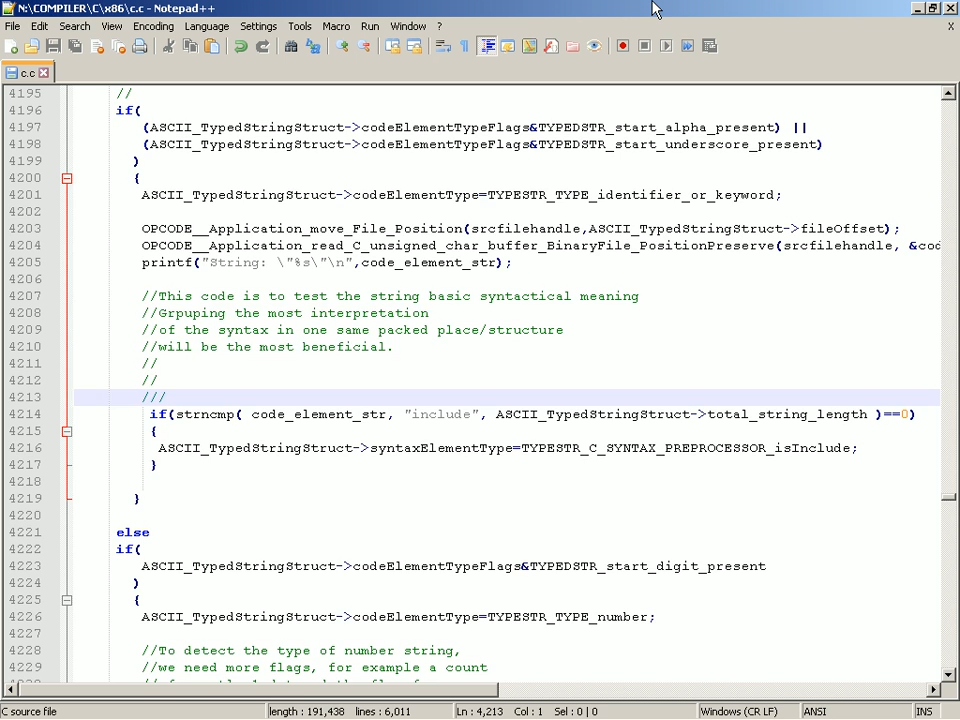 N:\COMPILER\C\x86\c.c - Notepad++
File Edit Search View Encoding Language Settings Tools Macro Run Window ? X
c.c
4195 //
4196 if(
4197 (ASCII_TypedStringStruct->codeElementTypeFlags&TYPEDSTR_start_alpha_present) ||
4198 (ASCII_TypedStringStruct->codeElementTypeFlags&TYPEDSTR_start_underscore_present)
4199 )
4200 {
4201 ASCII_TypedStringStruct->codeElementType=TYPESTR_TYPE_identifier_or_keyword;
4202
4203 OPCODE__Application_move_File_Position(srcfilehandle,ASCII_TypedStringStruct->fileOffset);
4204 OPCODE__Application_read_C_unsigned_char_buffer_BinaryFile_PositionPreserve(srcfilehandle, &cod
4205 printf("String: \"%s\"\n",code_element_str);
4206
4207 //This code is to test the string basic syntactical meaning
4208 //Grpuping the most interpretation
4209 //of the syntax in one same packed place/structure
4210 //will be the most beneficial.
4211 //
4212 //
4213 ///
4214 if(strncmp( code_element_str, "include", ASCII_TypedStringStruct->total_string_length )==0)
4215 {
4216 ASCII_TypedStringStruct->syntaxElementType=TYPESTR_C_SYNTAX_PREPROCESSOR_isInclude;
4217 }
4218
4219 }
4220
4221 else
4222 if(
4223 ASCII_TypedStringStruct->codeElementTypeFlags&TYPEDSTR_start_digit_present
4224 )
4225 {
4226 ASCII_TypedStringStruct->codeElementType=TYPESTR_TYPE_number;
4227
4228 //To detect the type of number string,
4229 //we need more flags, for example a count
C source file length : 191,438 lines : 6,011 Ln : 4,213 Col : 1 Sel : 0 | 0 Windows (CR LF) ANSI INS